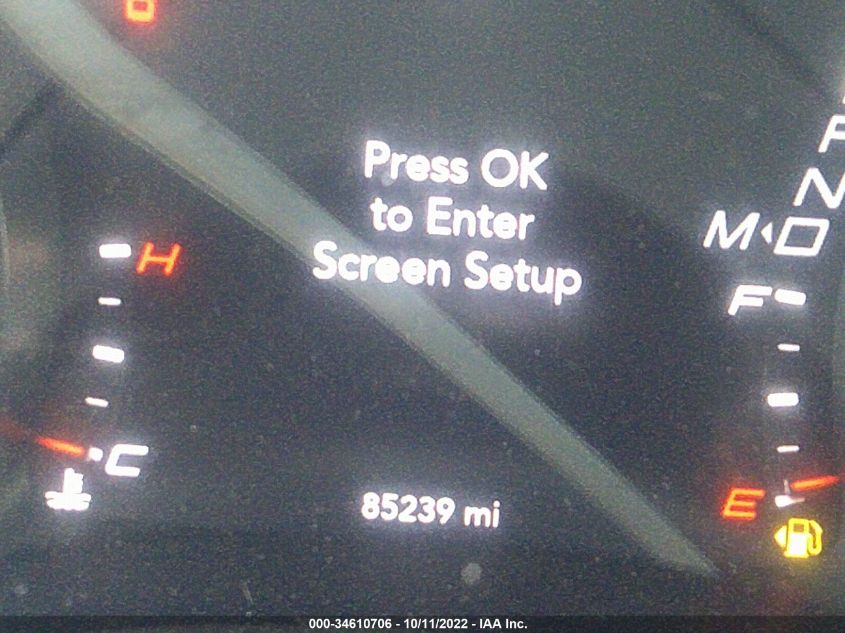 Press OK
to Enter
Screen Setup
P
N
M D
H
F
C
85239 mi
E
000-34610706 - 10/11/2022 - IAA Inc.